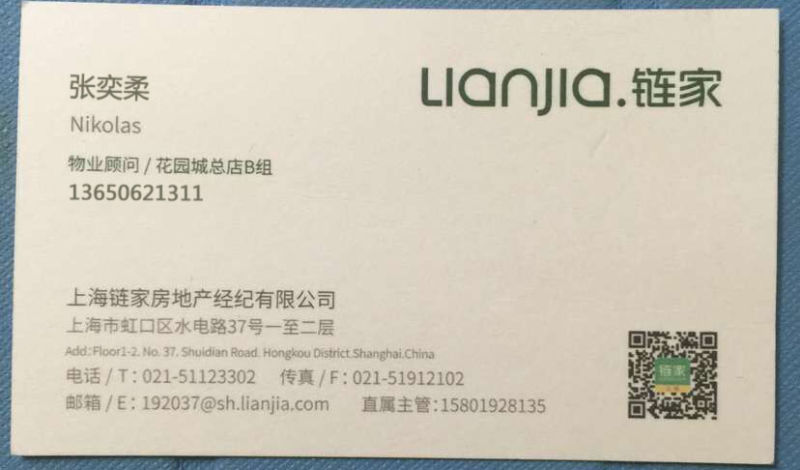 张奕柔
Lianjia.链家
Nikolas
物业顾问 / 花园城总店B组
13650621311
上海链家房地产经纪有限公司
上海市虹口区水电路37号一至二层
Add.:Floor1-2. No. 37. Shuidian Road. Hongkou District.Shanghai.China
电话 / T : 021-51123302 传真 / F : 021-51912102
邮箱 / E : 192037@sh.lianjia.com 直属主管:15801928135
链家